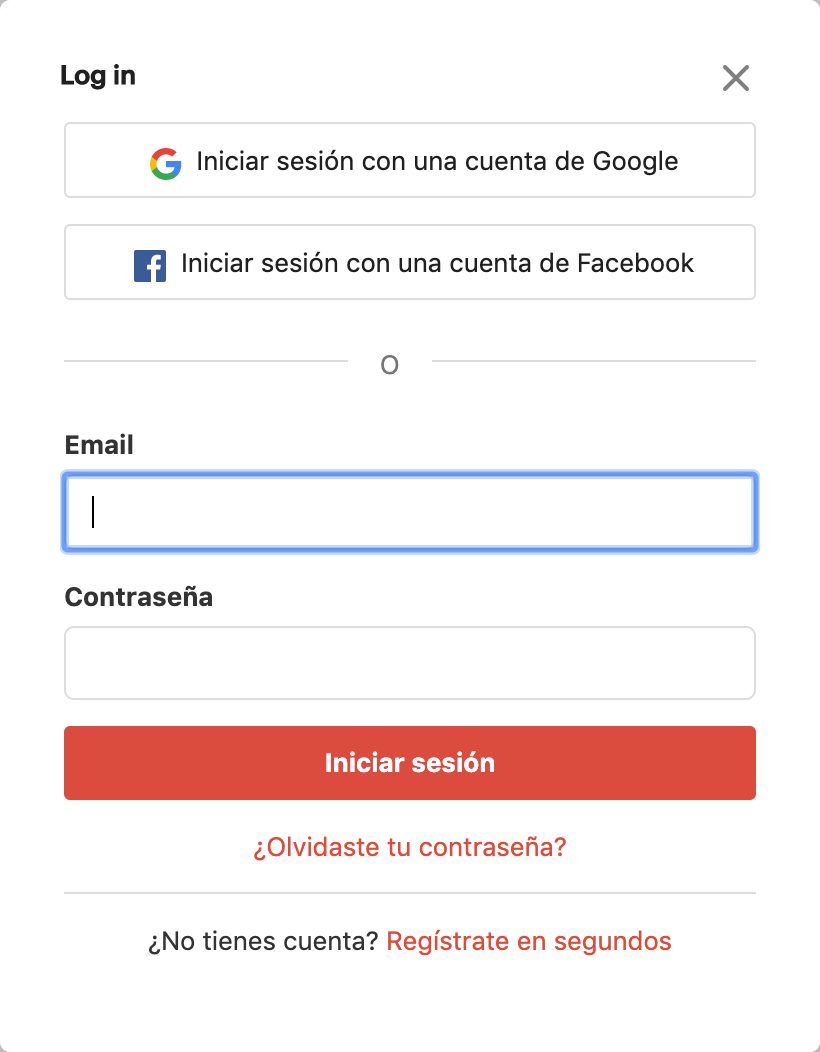 Log in
Iniciar sesión con una cuenta de Google
Iniciar sesión con una cuenta de Facebook
O
Email
Contraseña
Iniciar sesión
¿Olvidaste tu contraseña?
¿No tienes cuenta? Regístrate en segundos